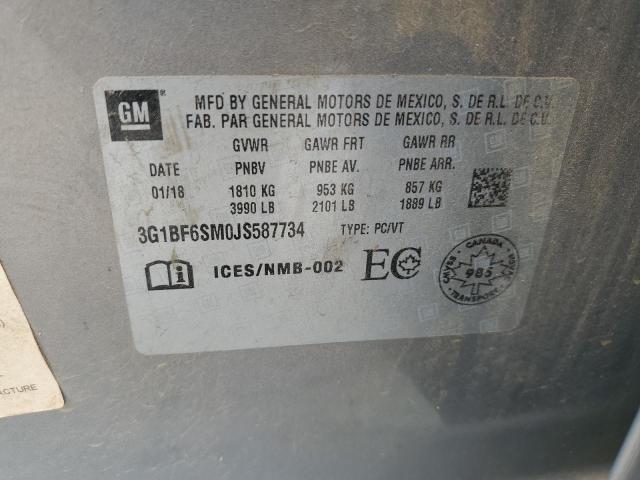 GM
MFD BY GENERAL MOTORS DE MEXICO, S. DE R.L. DE C.V.
FAB. PAR GENERAL MOTORS DE MEXICO, S. DE R.L. DE C.V.
GVWR GAWR FRT GAWR RR
DATE PNBV PNBE AV. PNBE ARR.
01/18 1810 KG 953 KG 857 KG
3990 LB 2101 LB 1889 LB
3G1BF6SM0JS587734 TYPE: PC/VT
i ICES/NMB-002 EC
CANADA
985
TRANSPORT
ACTURE